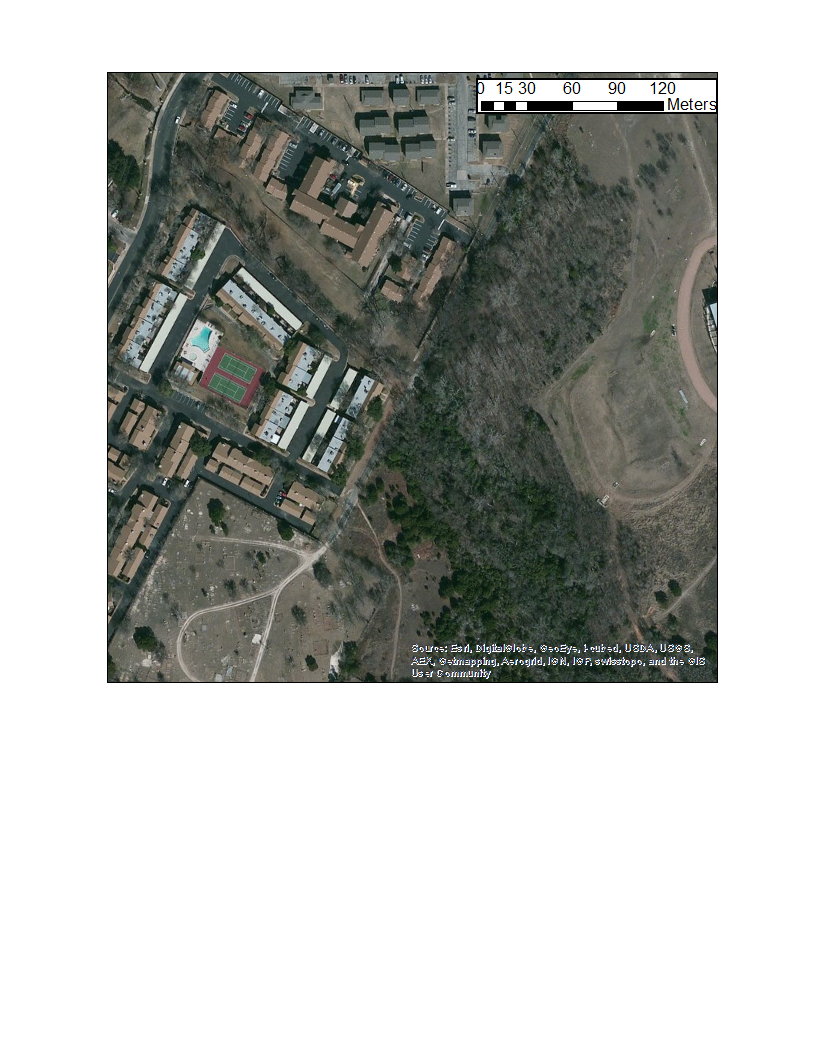 0 15 30 60 90 120
Meters
Source: Esri, DigitalGlobe, GeoEye, i-cubed, USDA, USGS,
AEX, Getmapping, Aerogrid, IGN, IGP, swisstopo, and the GIS
User Community